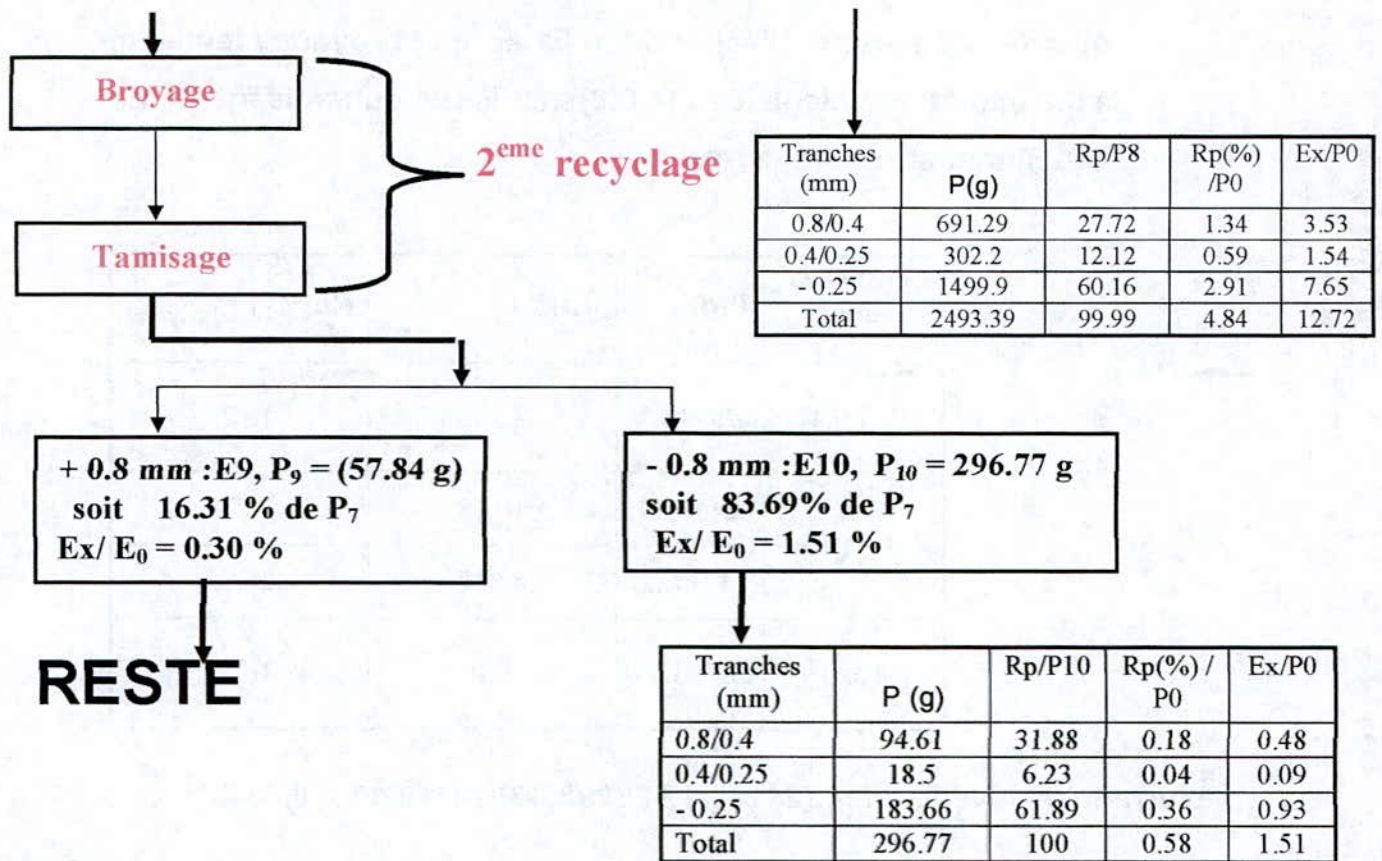 Broyage
2eme recyclage
Tamisage
Tranches (mm) P(g) Rp/P8 Rp(%) /P0 Ex/P0
0.8/0.4 691.29 27.72 1.34 3.53
0.4/0.25 302.2 12.12 0.59 1.54
- 0.25 1499.9 60.16 2.91 7.65
Total 2493.39 99.99 4.84 12.72
+ 0.8 mm :E9, P9 = (57.84 g)
soit 16.31 % de P7
Ex/ E0 = 0.30 %
- 0.8 mm :E10, P10 = 296.77 g
soit 83.69% de P7
Ex/ E0 = 1.51 %
RESTE
Tranches (mm) P (g) Rp/P10 Rp(%) / P0 Ex/P0
0.8/0.4 94.61 31.88 0.18 0.48
0.4/0.25 18.5 6.23 0.04 0.09
- 0.25 183.66 61.89 0.36 0.93
Total 296.77 100 0.58 1.51